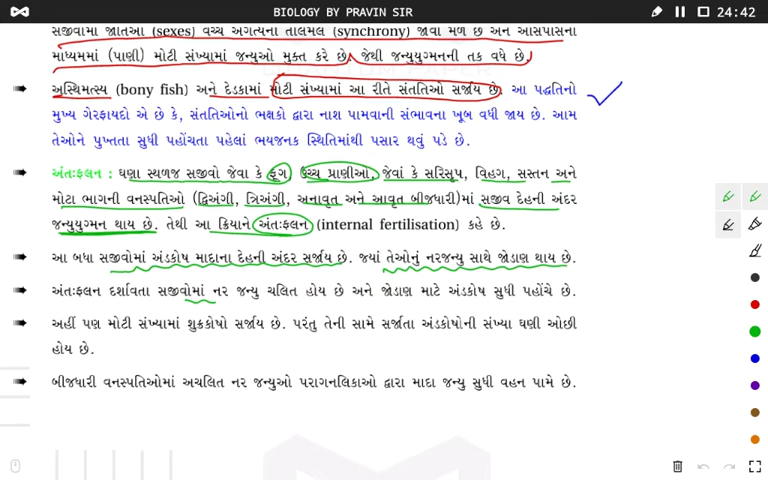 BIOLOGY BY PRAVIN SIR
24:42
સજીવોમાં જાતિઓ (sexes) વચ્ચે અગત્યના તાલમેલ (synchrony) જોવા મળે છે અને આસપાસના
માધ્યમમાં (પાણી) મોટી સંખ્યામાં જન્યુઓ મુક્ત કરે છે જેથી જન્યુયુગ્મનની તક વધે છે.
અસ્થિમત્સ્ય (bony fish) અને દેડકામાં મોટી સંખ્યામાં આ રીતે સંતતિઓ સર્જાય છે. આ પદ્ધતિનો
મુખ્ય ગેરફાયદો એ છે કે, સંતતિઓનો ભક્ષકો દ્વારા નાશ પામવાની સંભાવના ખૂબ વધી જાય છે. આમ
તેઓને પુખ્તતા સુધી પહોંચતા પહેલાં ભયજનક સ્થિતિમાંથી પસાર થવું પડે છે.
અંતઃફલન : ઘણા સ્થળજ સજીવો જેવા કે ફૂગ, ઉચ્ચ પ્રાણીઓ, જેવાં કે સરિસૃપ, વિહગ, સસ્તન અને
મોટા ભાગની વનસ્પતિઓ (દ્વિઅંગી, ત્રિઅંગી, અનાવૃત અને આવૃત બીજધારી)માં સજીવ દેહની અંદર
જન્યુયુગ્મન થાય છે. તેથી આ ક્રિયાને અંતઃફલન (internal fertilisation) કહે છે.
આ બધા સજીવોમાં અંડકોષ માદાના દેહની અંદર સર્જાય છે. જ્યાં તેઓનું નરજન્યુ સાથે જોડાણ થાય છે.
અંતઃફલન દર્શાવતા સજીવોમાં નર જન્યુ ચલિત હોય છે અને જોડાણ માટે અંડકોષ સુધી પહોંચે છે.
અહીં પણ મોટી સંખ્યામાં શુક્રકોષો સર્જાય છે. પરંતુ તેની સામે સર્જાતા અંડકોષોની સંખ્યા ઘણી ઓછી
હોય છે.
બીજધારી વનસ્પતિઓમાં અચલિત નર જન્યુઓ પરાગનલિકાઓ દ્વારા માદા જન્યુ સુધી વહન પામે છે.